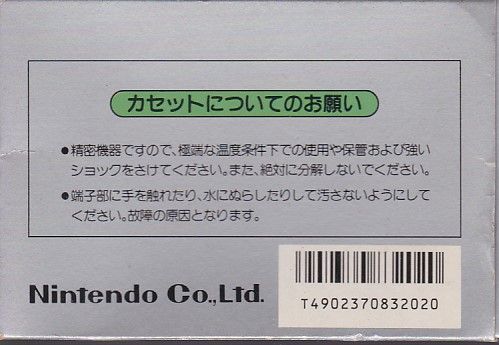 カセットについてのお願い
●精密機器ですので、極端な温度条件下での使用や保管および強い
ショックをさけてください。また、絶対に分解しないでください。
●端子部に手を触れたり、水にぬらしたりして汚さないようにして
ください。故障の原因となります。
Nintendo Co.,Ltd.
T4902370832020